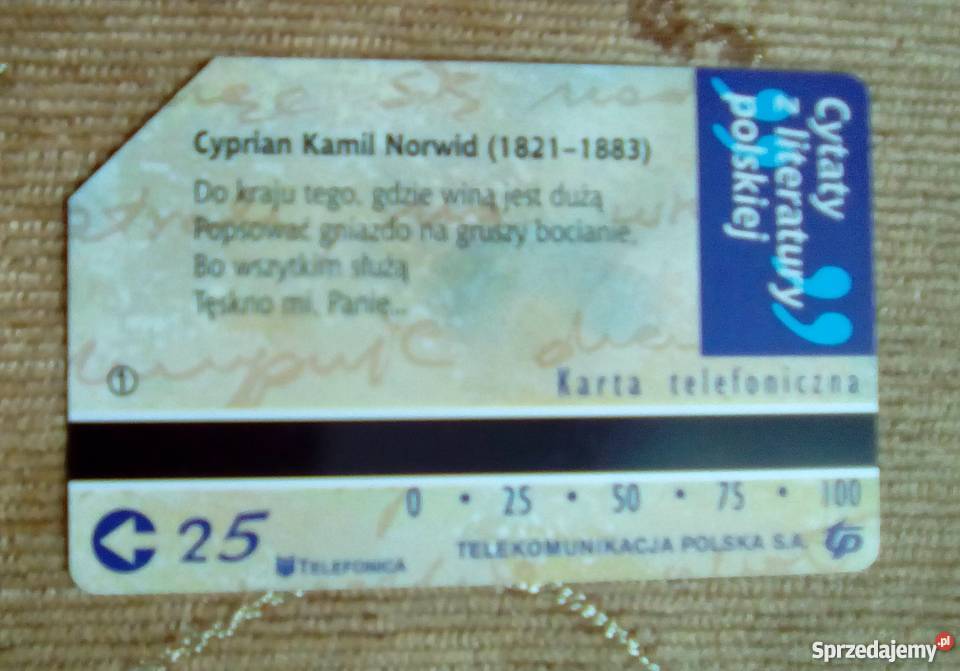 Cyprian Kamil Norwid (1821–1883)
Do kraju tego, gdzie winą jest dużą
Popsować gniazdo na gruszy bocianie,
Bo wszytkim służą
Tęskno mi, Panie...
Cytaty
z literatury
polskiej
1
Karta telefoniczna
0 • 25 • 50 • 75 • 100
25
TELEFONICA
TELEKOMUNIKACJA POLSKA S.A.
tp
Sprzedajemy.pl